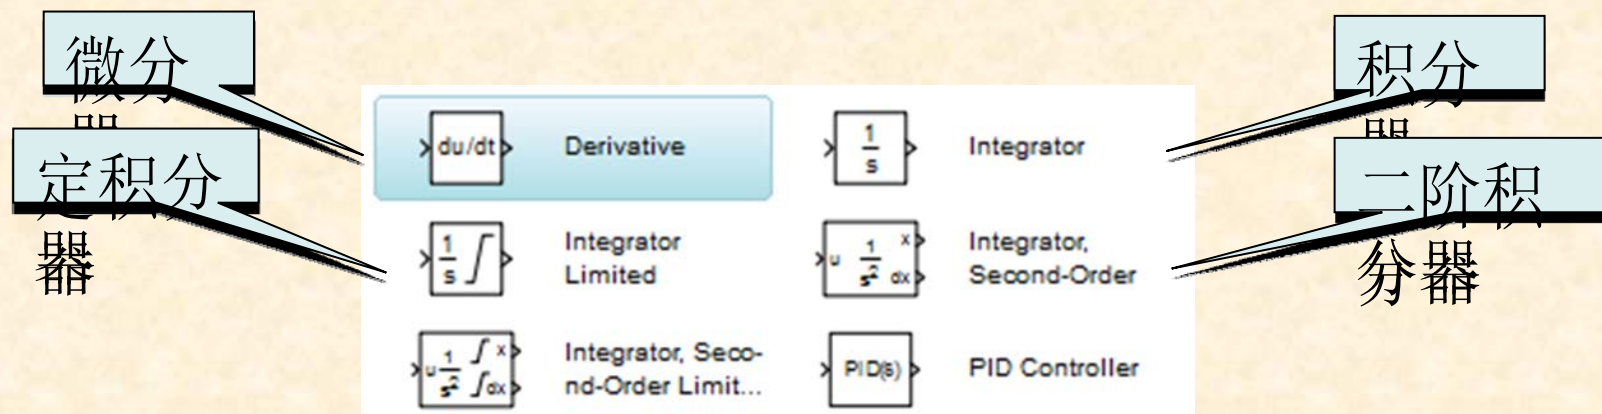 微分
器
积分
器
定积分
器
二阶积
分器
du/dt
Derivative
1
s
Integrator
1
s
Integrator
Limited
u
1
s²
x
dx
Integrator,
Second-Order
u
1
s²
x
dx
Integrator, Seco-
nd-Order Limit...
PID(s)
PID Controller